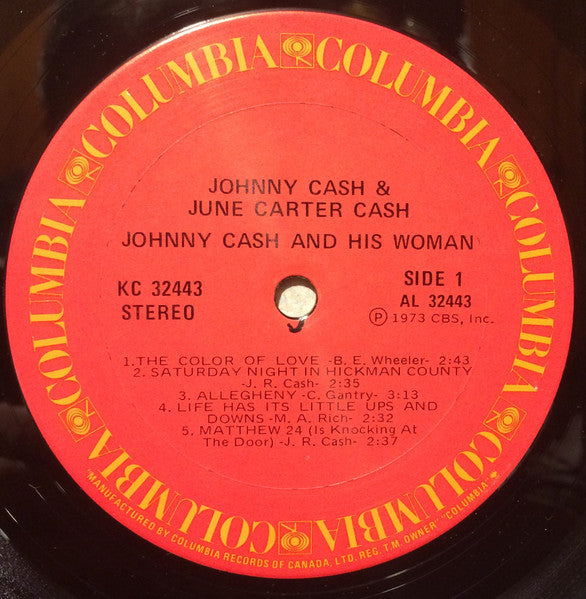 COLUMBIA COLUMBIA COLUMBIA COLUMBIA COLUMBIA COLUMBIA
JOHNNY CASH &
JUNE CARTER CASH
JOHNNY CASH AND HIS WOMAN
KC 32443
STEREO
SIDE 1
AL 32443
Ⓟ 1973 CBS, Inc.
1.THE COLOR OF LOVE -B. E. Wheeler- 2:43
2. SATURDAY NIGHT IN HICKMAN COUNTY
-J. R. Cash- 2:35
3. ALLEGHENY -C. Gantry- 3:13
4. LIFE HAS ITS LITTLE UPS AND
DOWNS -M. A. Rich- 2:32
5. MATTHEW 24 (Is Knocking At
The Door) -J. R. Cash- 2:37
"MANUFACTURED BY COLUMBIA RECORDS OF CANADA, LTD. REG. T.M. OWNER" "COLUMBIA"